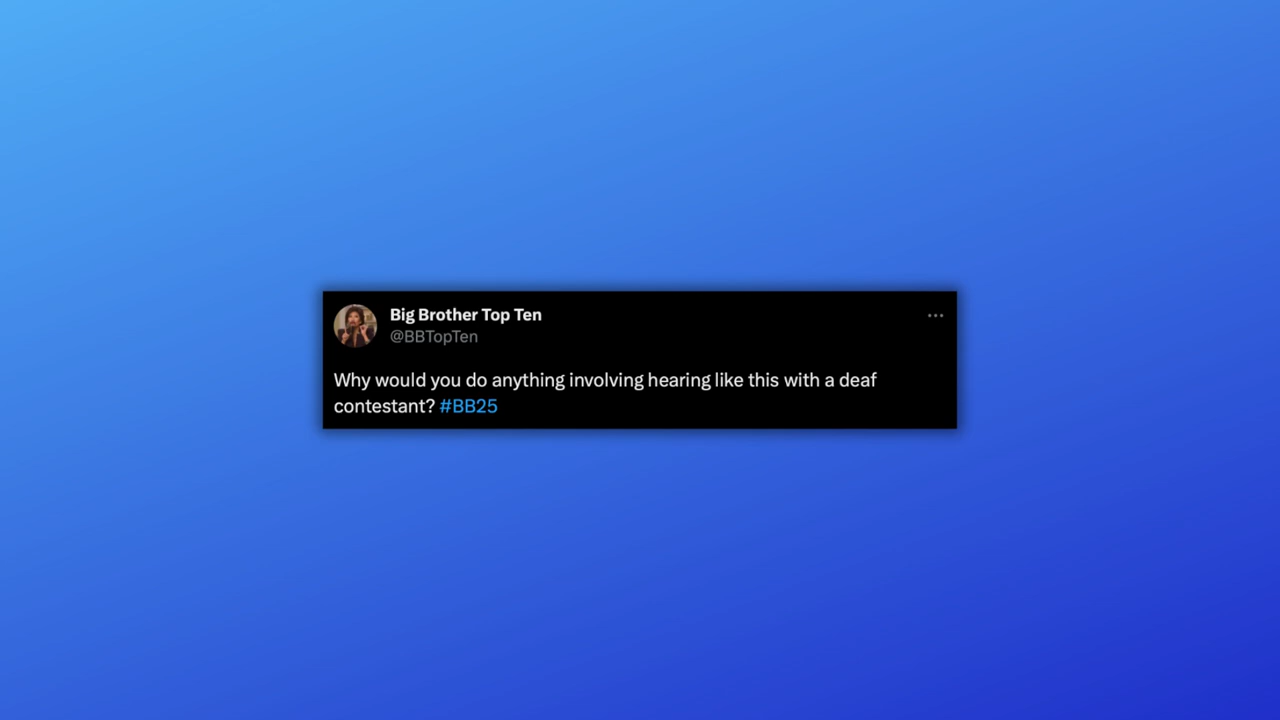 Big Brother Top Ten
@BBTopTen
Why would you do anything involving hearing like this with a deaf
contestant? #BB25